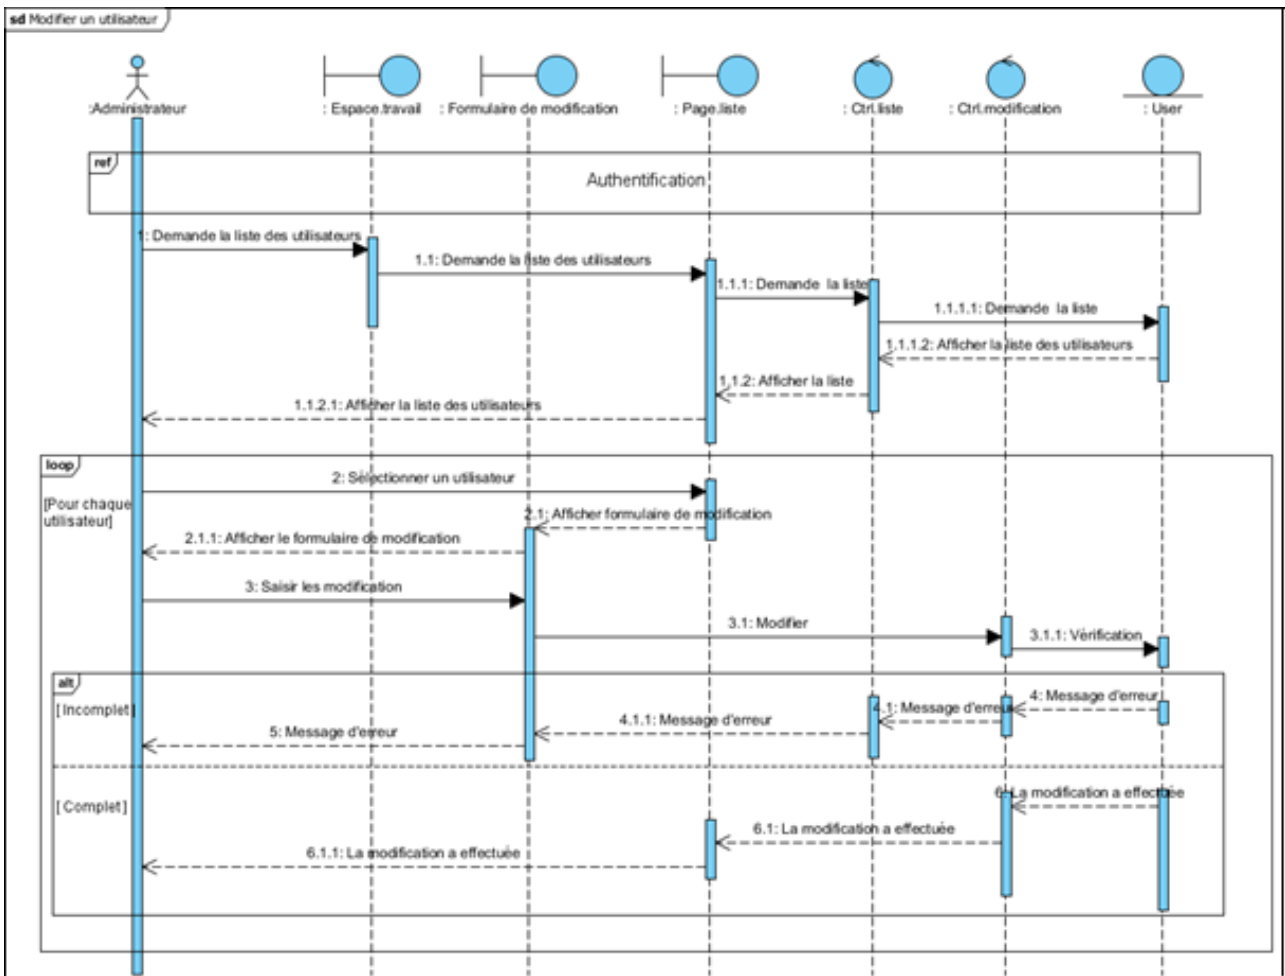 sd Modifier un utilisateur
:Administrateur
: Espace.travail
: Formulaire de modification
: Page.liste
: Ctrl.liste
: Ctrl.modification
: User
ref
Authentification
1: Demande la liste des utilisateurs
1.1: Demande la liste des utilisateurs
1.1.1: Demande la liste
1.1.1.1: Demande la liste
1.1.1.2: Afficher la liste des utilisateurs
1.1.2: Afficher la liste
1.1.2.1: Afficher la liste des utilisateurs
loop
[Pour chaque
utilisateur]
2: Sélectionner un utilisateur
2.1: Afficher formulaire de modification
2.1.1: Afficher le formulaire de modification
3: Saisir les modification
3.1: Modifier
3.1.1: Vérification
alt
[ Incomplet ]
4: Message d'erreur
4.1: Message d'erreur
4.1.1: Message d'erreur
5: Message d'erreur
[ Complet ]
6: La modification a effectuée
6.1: La modification a effectuée
6.1.1: La modification a effectuée